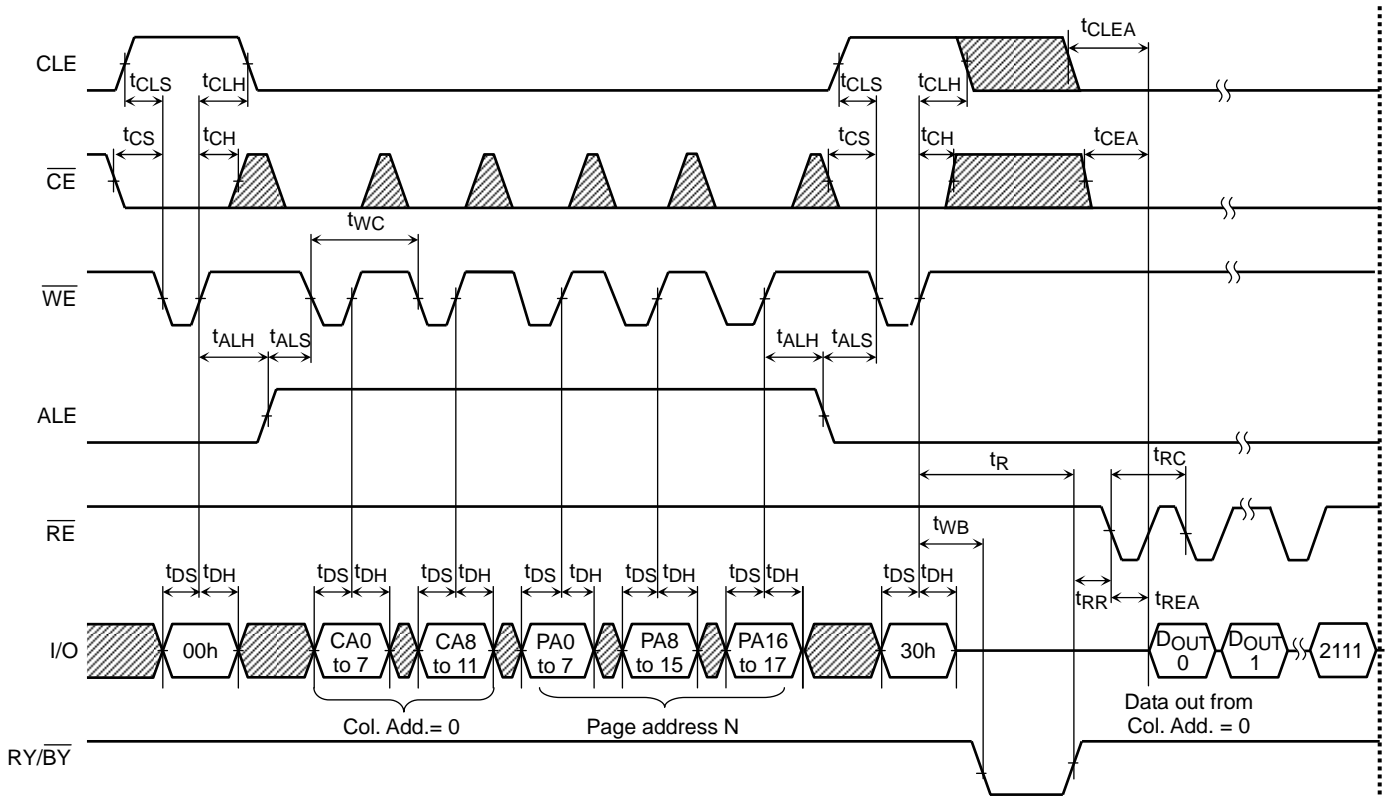 tCLEA
CLE
tCLS tCLH tCLS tCLH
tCS tCH tCS tCH tCEA
CE
tWC
WE
tALH tALS tALH tALS
ALE
tR tRC
RE
tWB
tDS tDH tDS tDH tDS tDH tDS tDH tDS tDH tDS tDH tDS tDH
tRR tREA
I/O 00h CA0 to 7 CA8 to 11 PA0 to 7 PA8 to 15 PA16 to 17 30h DOUT 0 DOUT 1 2111
Col. Add.= 0 Page address N Data out from
Col. Add. = 0
RY/BY